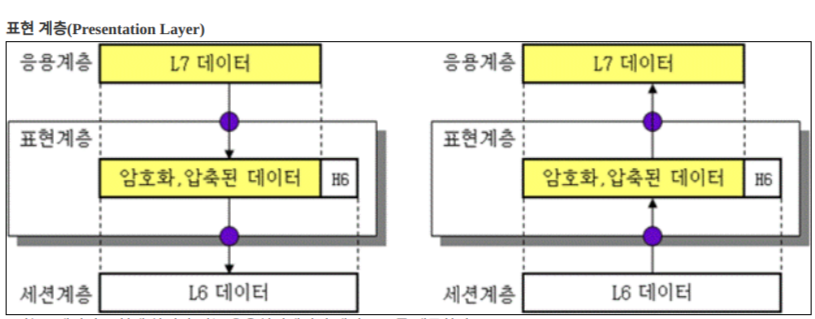 표현 계층(Presentation Layer)
응용계층 L7 데이터 응용계층 L7 데이터
표현계층 표현계층
암호화,압축된 데이터 H6 암호화,압축된 데이터 H6
세션계층 L6 데이터 세션계층 L6 데이터